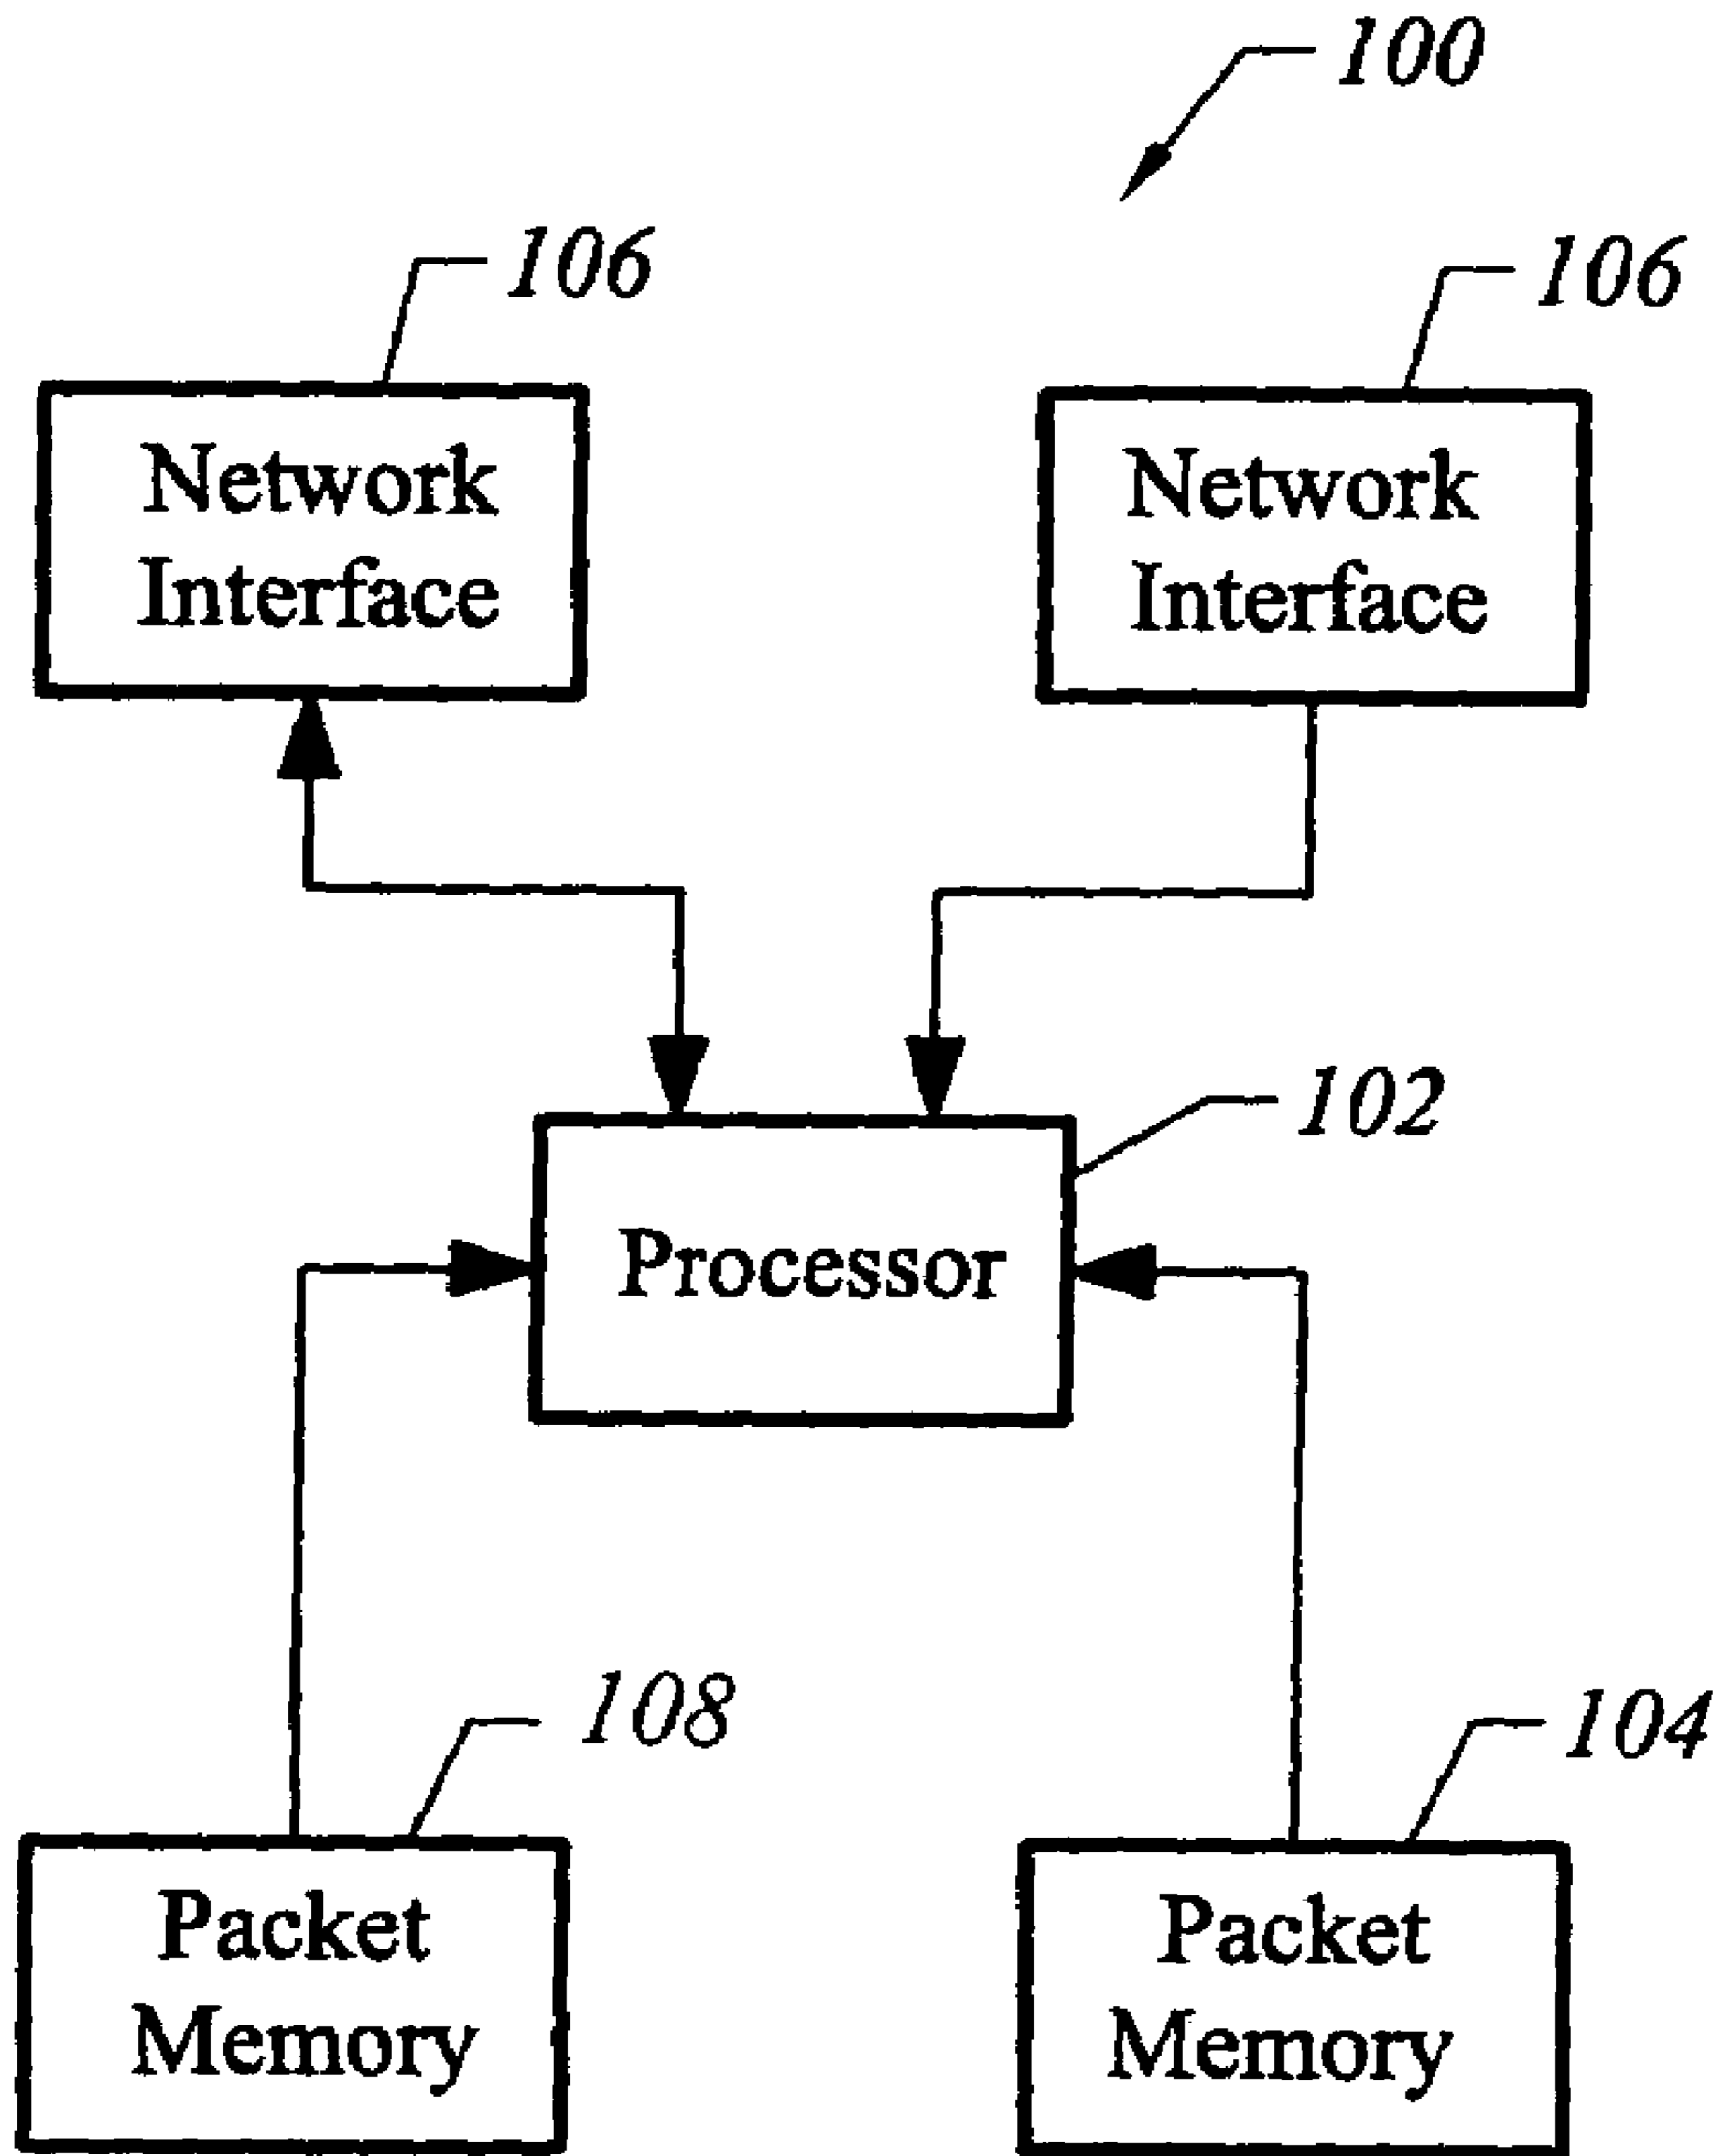 100
106
106
Network
Interface
Network
Interface
102
Processor
108
104
Packet
Memory
Packet
Memory